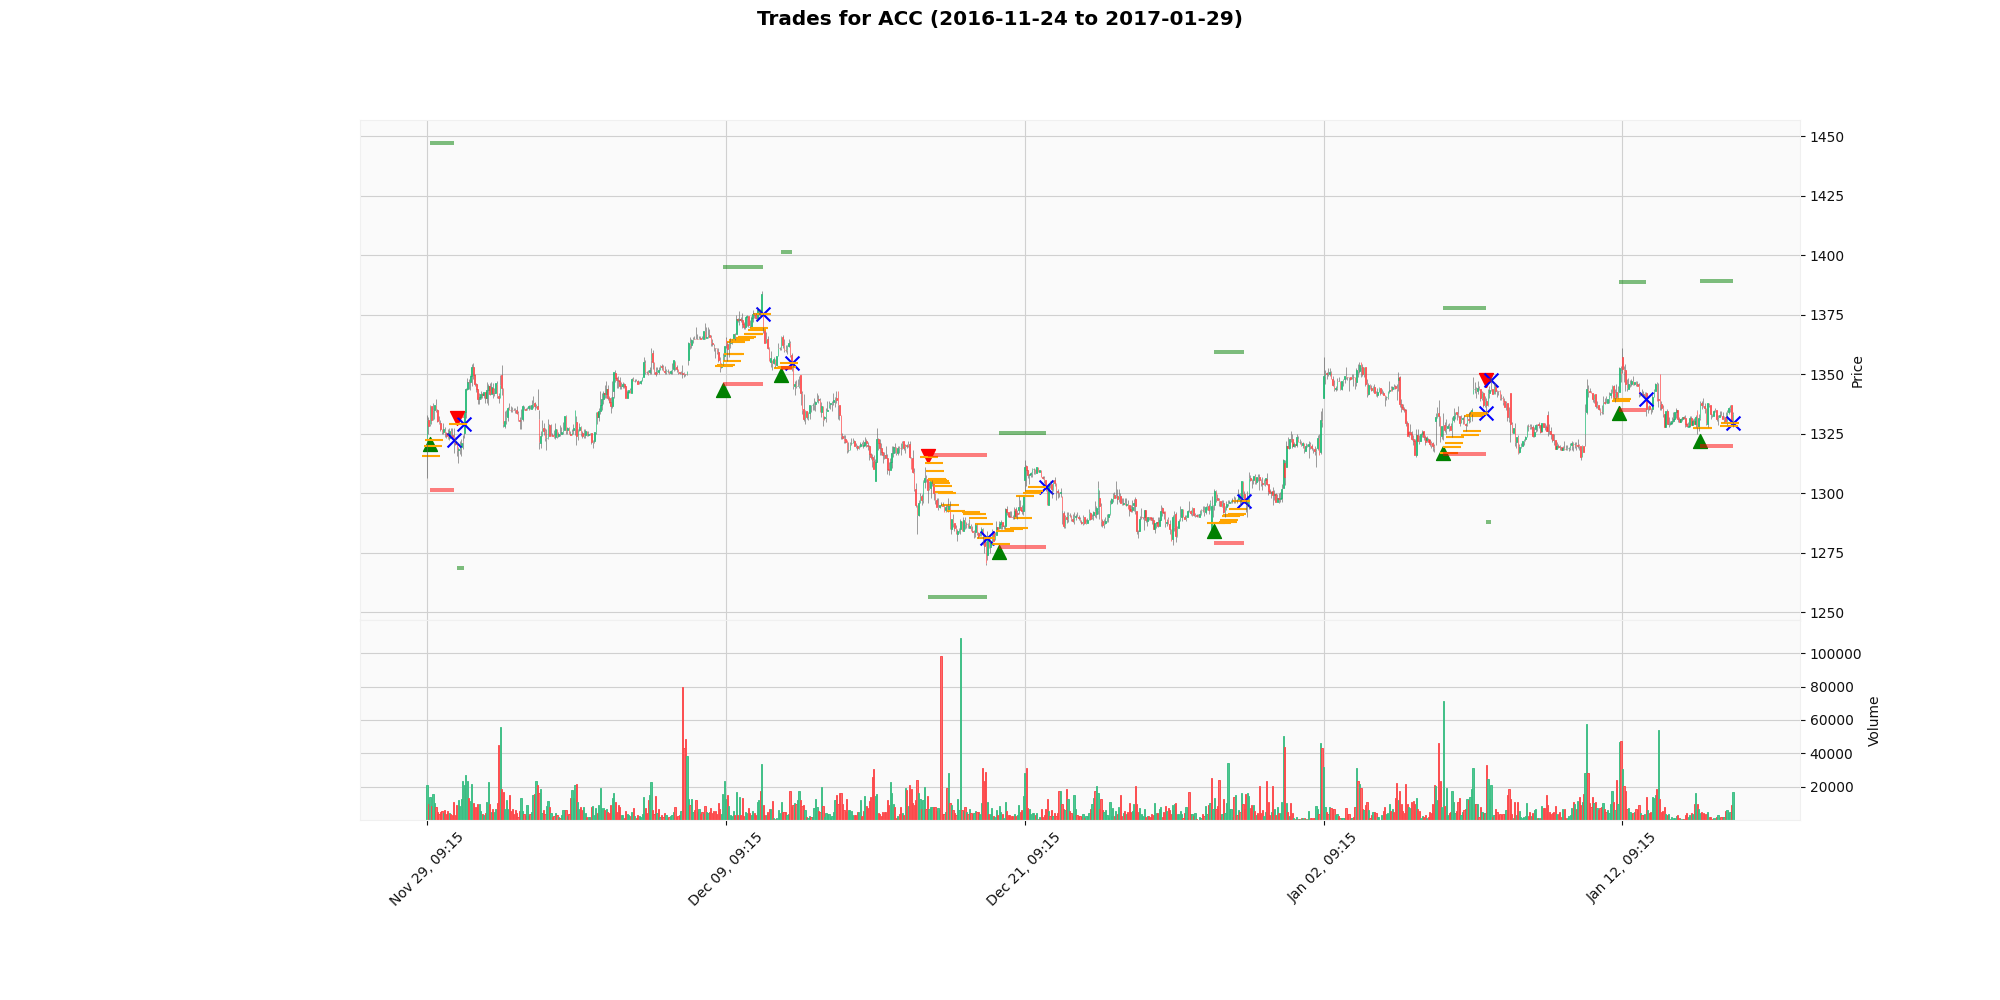 Trades for ACC (2016-11-24 to 2017-01-29)
1450
1425
1400
1375
1350
1325
1300
1275
1250
Price
100000
80000
60000
40000
20000
Volume
Nov 29, 09:15
Dec 09, 09:15
Dec 21, 09:15
Jan 02, 09:15
Jan 12, 09:15